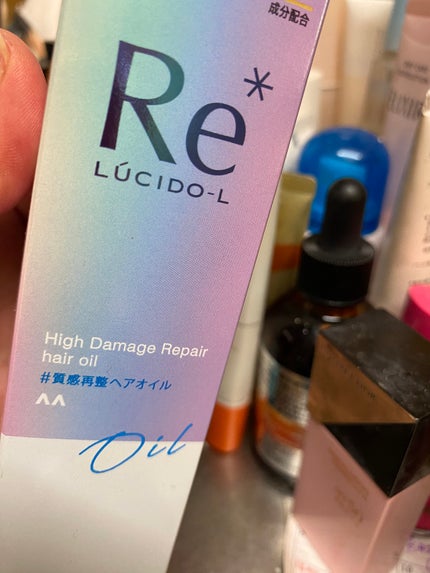 成分配合
Re*
LÚCIDO-L
High Damage Repair
hair oil
#質感再整ヘアオイル
Oil